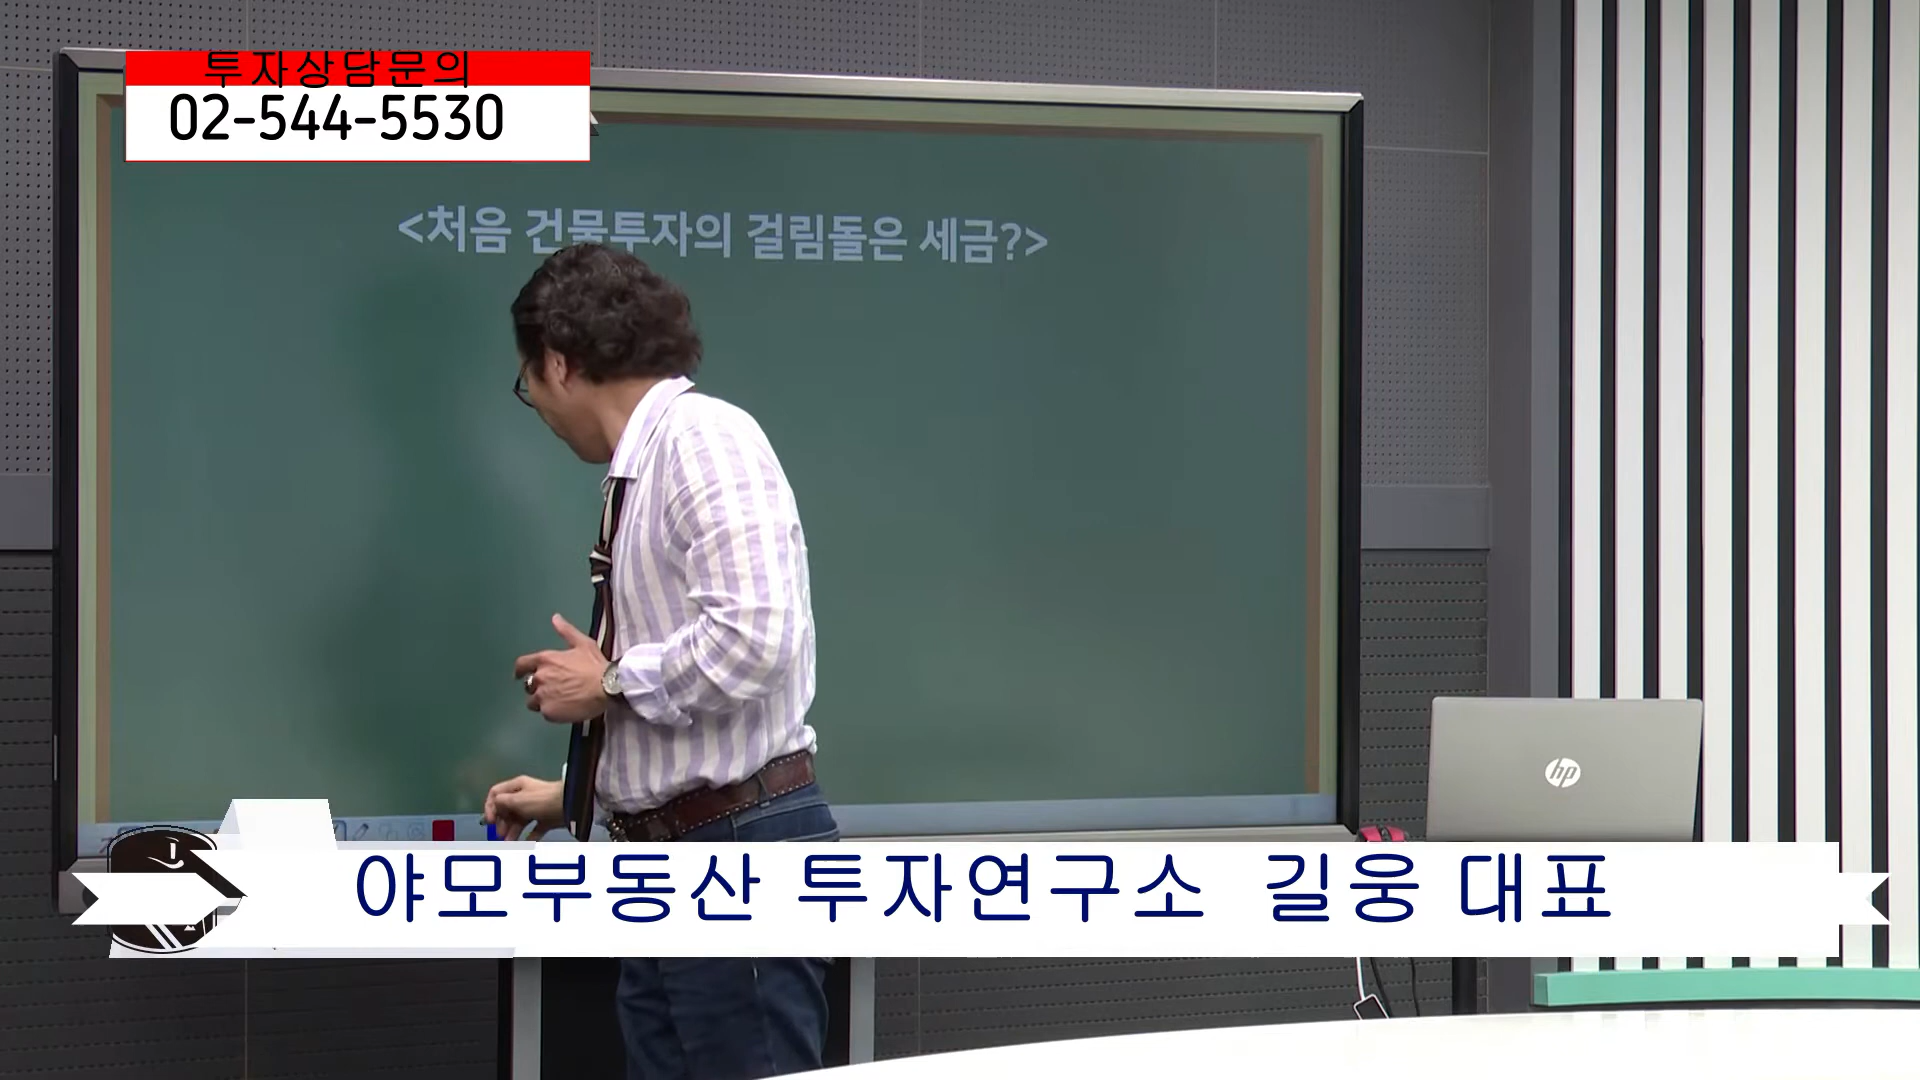 투자상담문의
02-544-5530
<처음 건물투자의 걸림돌은 세금?>
hp
야모부동산 투자연구소 길웅 대표